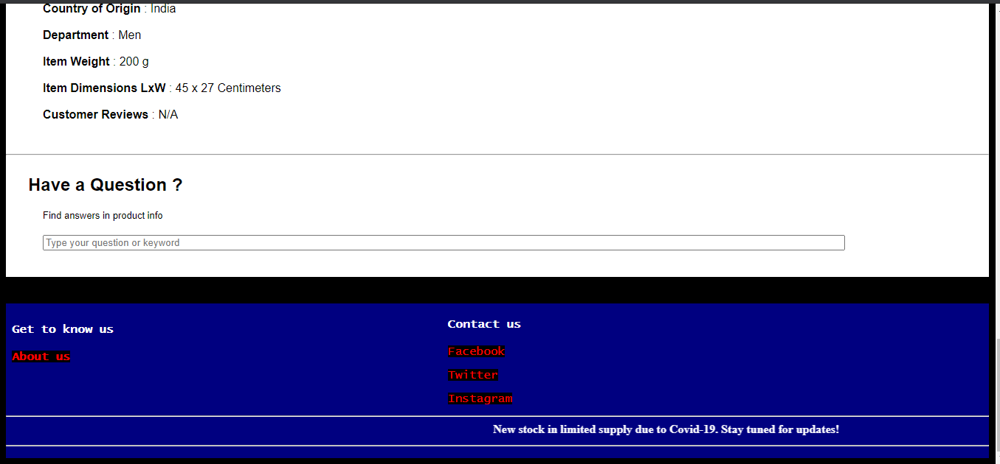 Country of Origin : India
Department : Men
Item Weight : 200 g
Item Dimensions LxW : 45 x 27 Centimeters
Customer Reviews : N/A
Have a Question ?
Find answers in product info
Type your question or keyword
Get to know us
About us
Contact us
Facebook
Twitter
Instagram
New stock in limited supply due to Covid-19. Stay tuned for updates!